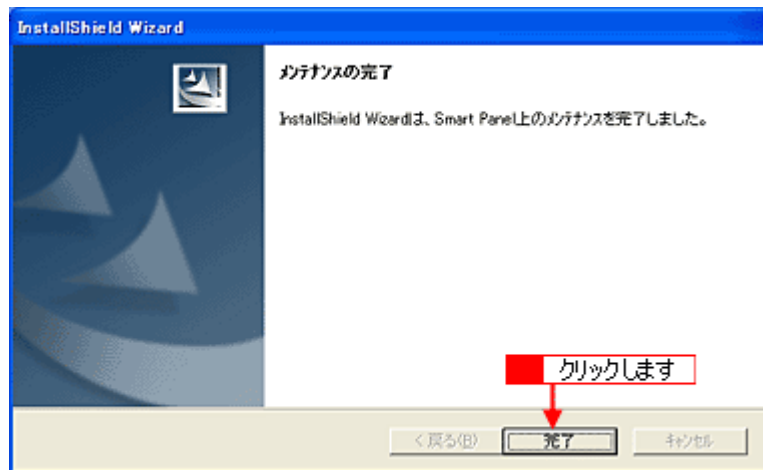 InstallShield Wizard
メンテナンスの完了
InstallShield Wizardは、Smart Panel上のメンテナンスを完了しました。
クリックします
< 戻る(B)
完了
キャンセル